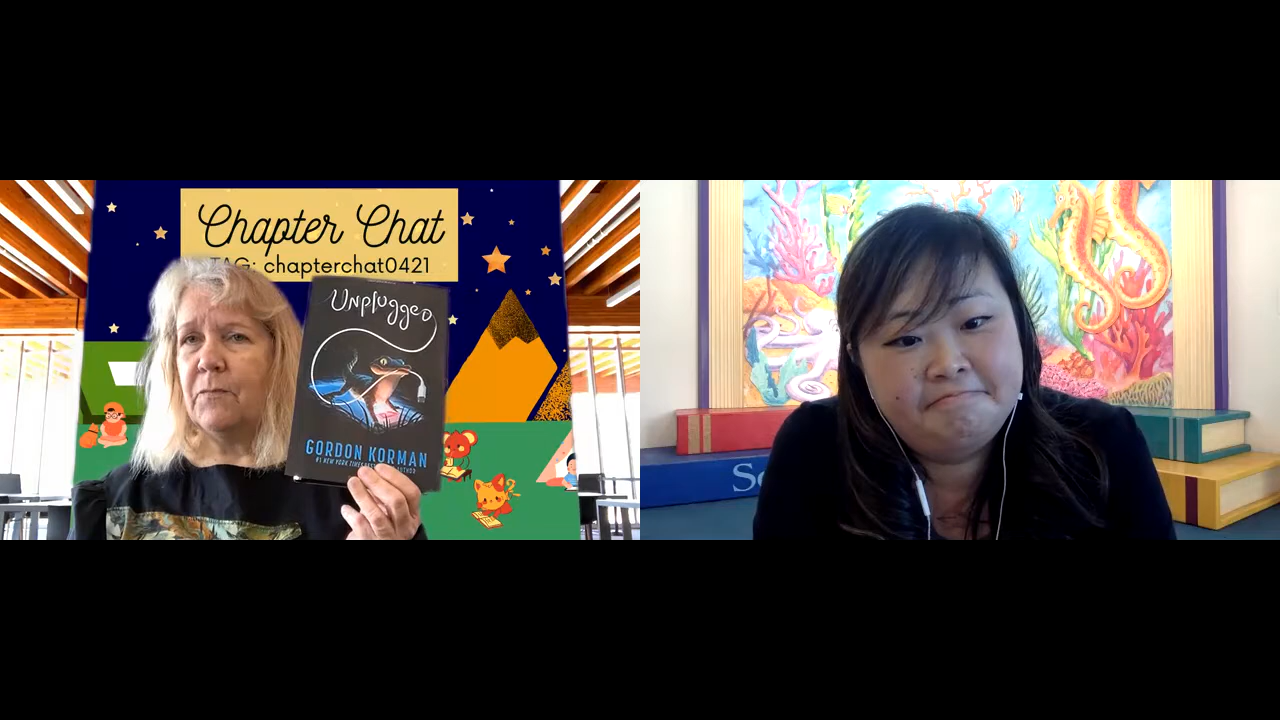 Chapter Chat
TAG: chapterchat0421
Unplugged
GORDON KORMAN
#1 NEW YORK TIMES BESTSELLING AUTHOR